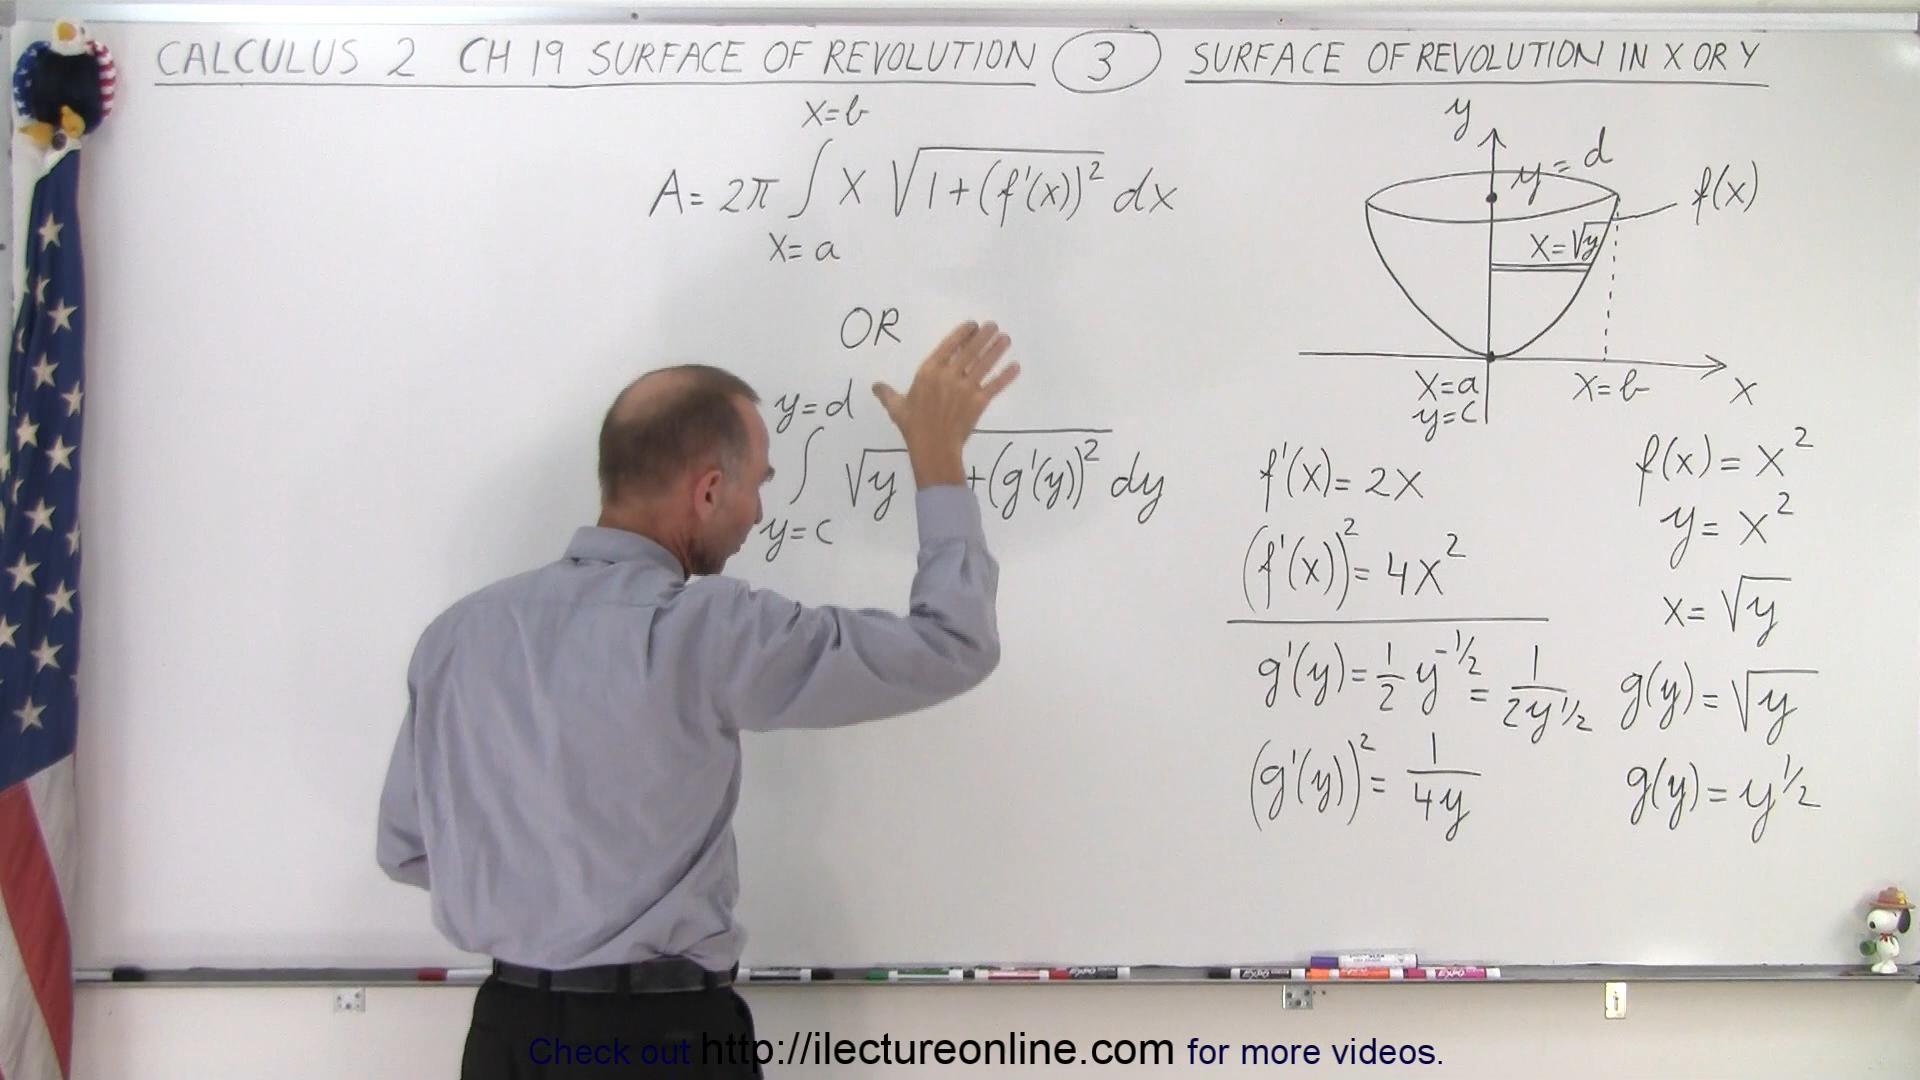 CALCULUS 2 CH 19 SURFACE OF REVOLUTION 3 SURFACE OF REVOLUTION IN X OR Y
x=b
A = 2π ∫ x √(1+(f'(x))²) dx
x=a
OR
y=d
∫ √y +(g'(y))² dy
y=c
y
y=d
f(x)
x=√y
x=a
y=c
x=b
x
f'(x)=2x
(f'(x))²=4x²
g'(y)=1/2 y^(-1/2) = 1/(2y^(1/2))
(g'(y))²=1/(4y)
f(x)=x²
y=x²
x=√y
g(y)=√y
g(y)=y^(1/2)
Check out http://ilectureonline.com for more videos.